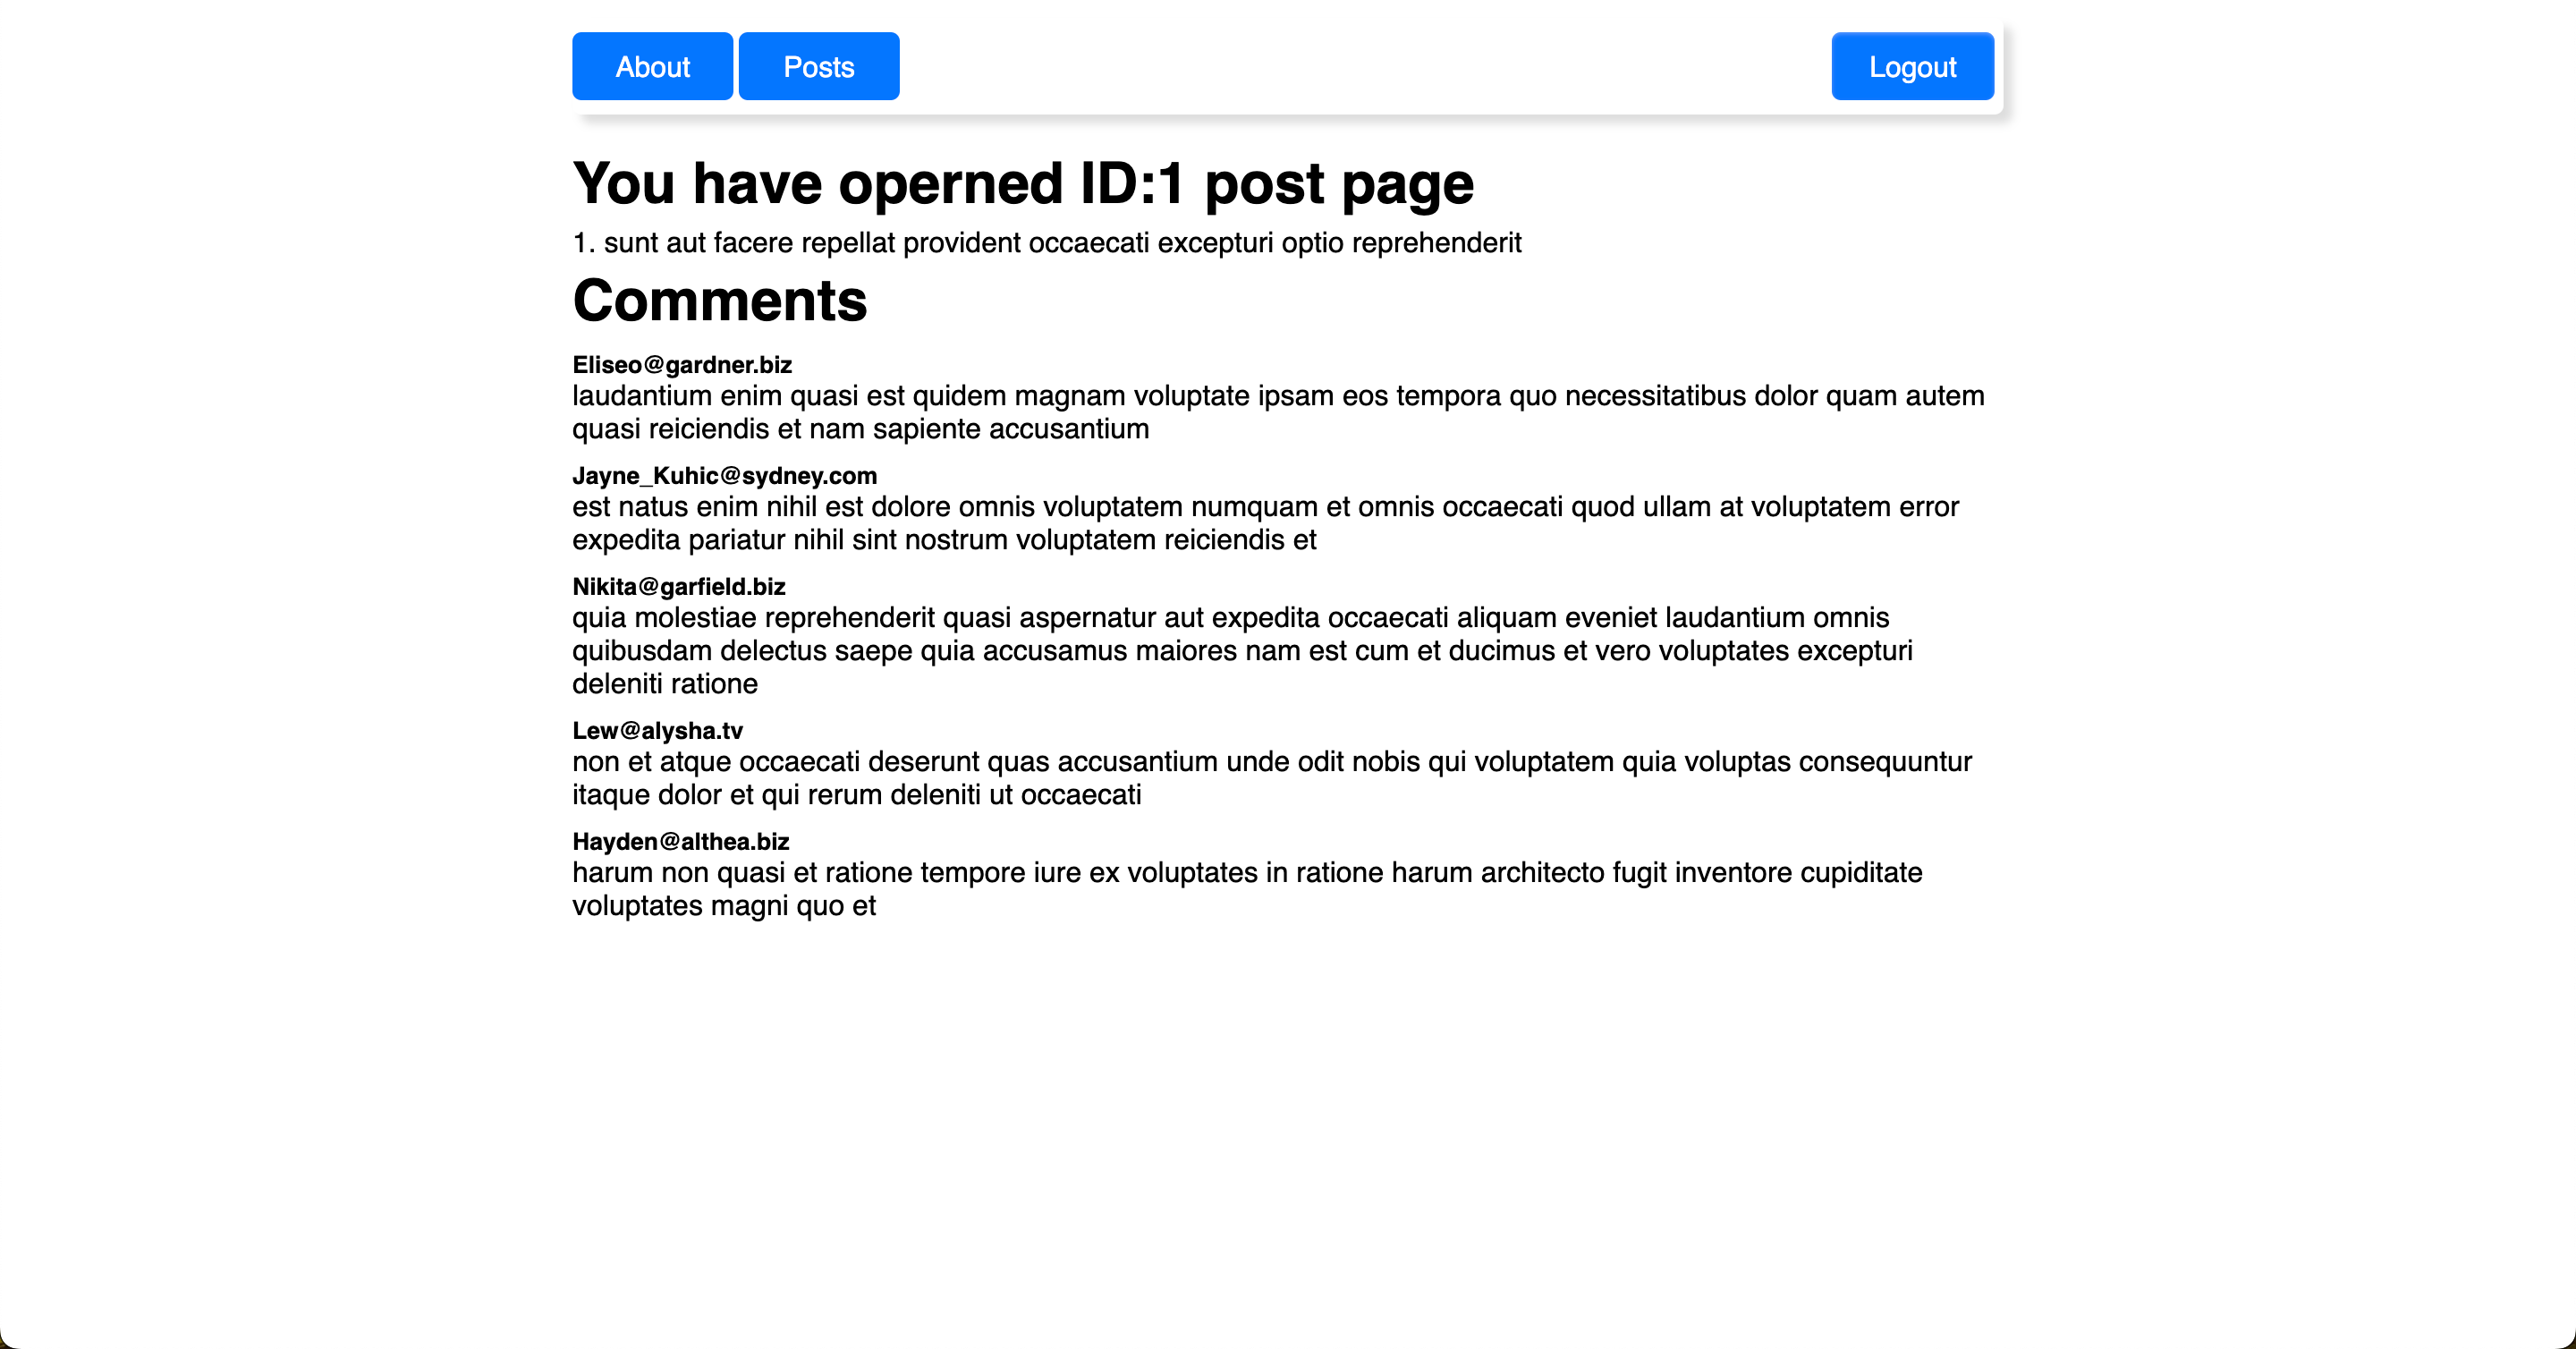 About Posts Logout
You have operned ID:1 post page
1. sunt aut facere repellat provident occaecati excepturi optio reprehenderit
Comments
Eliseo@gardner.biz
laudantium enim quasi est quidem magnam voluptate ipsam eos tempora quo necessitatibus dolor quam autem
quasi reiciendis et nam sapiente accusantium
Jayne_Kuhic@sydney.com
est natus enim nihil est dolore omnis voluptatem numquam et omnis occaecati quod ullam at voluptatem error
expedita pariatur nihil sint nostrum voluptatem reiciendis et
Nikita@garfield.biz
quia molestiae reprehenderit quasi aspernatur aut expedita occaecati aliquam eveniet laudantium omnis
quibusdam delectus saepe quia accusamus maiores nam est cum et ducimus et vero voluptates excepturi
deleniti ratione
Lew@alysha.tv
non et atque occaecati deserunt quas accusantium unde odit nobis qui voluptatem quia voluptas consequuntur
itaque dolor et qui rerum deleniti ut occaecati
Hayden@althea.biz
harum non quasi et ratione tempore iure ex voluptates in ratione harum architecto fugit inventore cupiditate
voluptates magni quo et